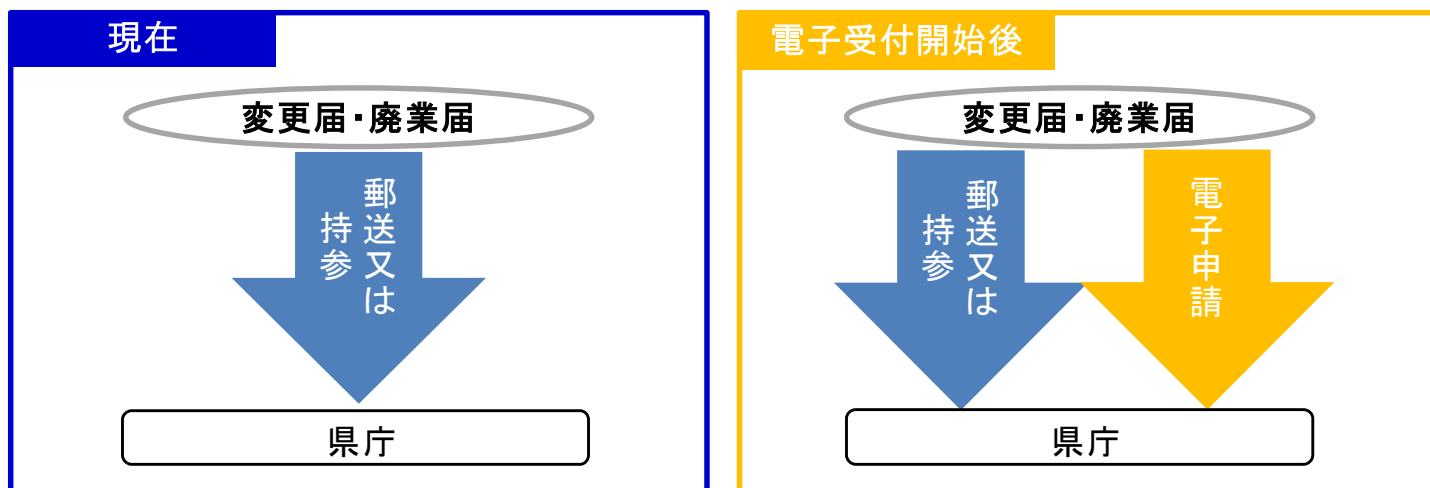 現在
変更届・廃業届
郵送又は
持参
県庁
電子受付開始後
変更届・廃業届
郵送又は
持参
電子申請
県庁